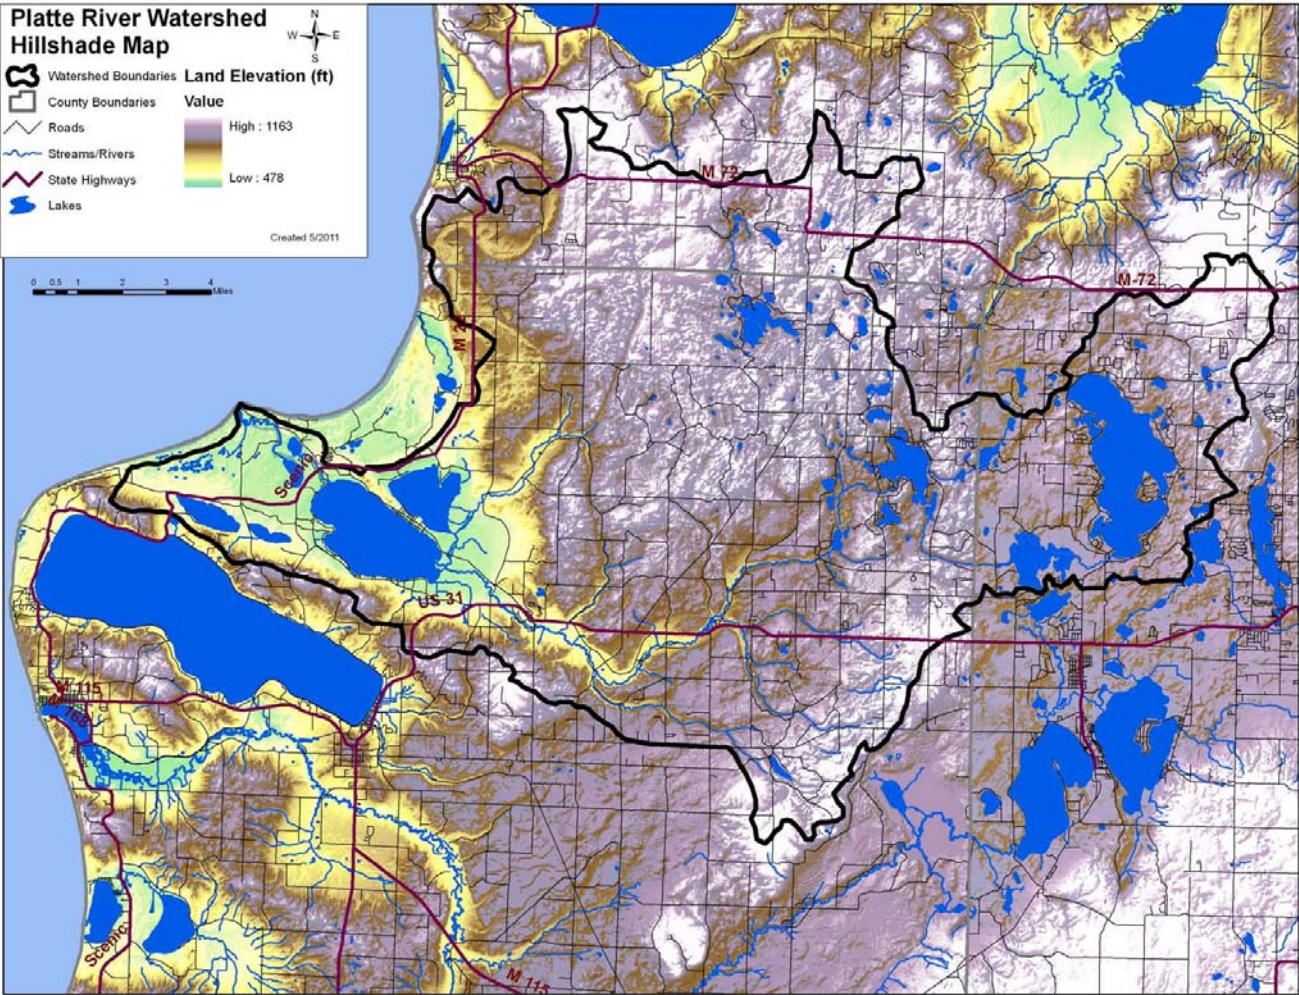 Platte River Watershed
Hillshade Map
N
W E
S
Watershed Boundaries
County Boundaries
Roads
Streams/Rivers
State Highways
Lakes
Land Elevation (ft)
Value
High : 1163
Low : 478
Created 5/2011
0 0.5 1 2 3 4
Miles
M 72
M-72
Scenic
US-31
M 115
M 168
Scenic
M 115